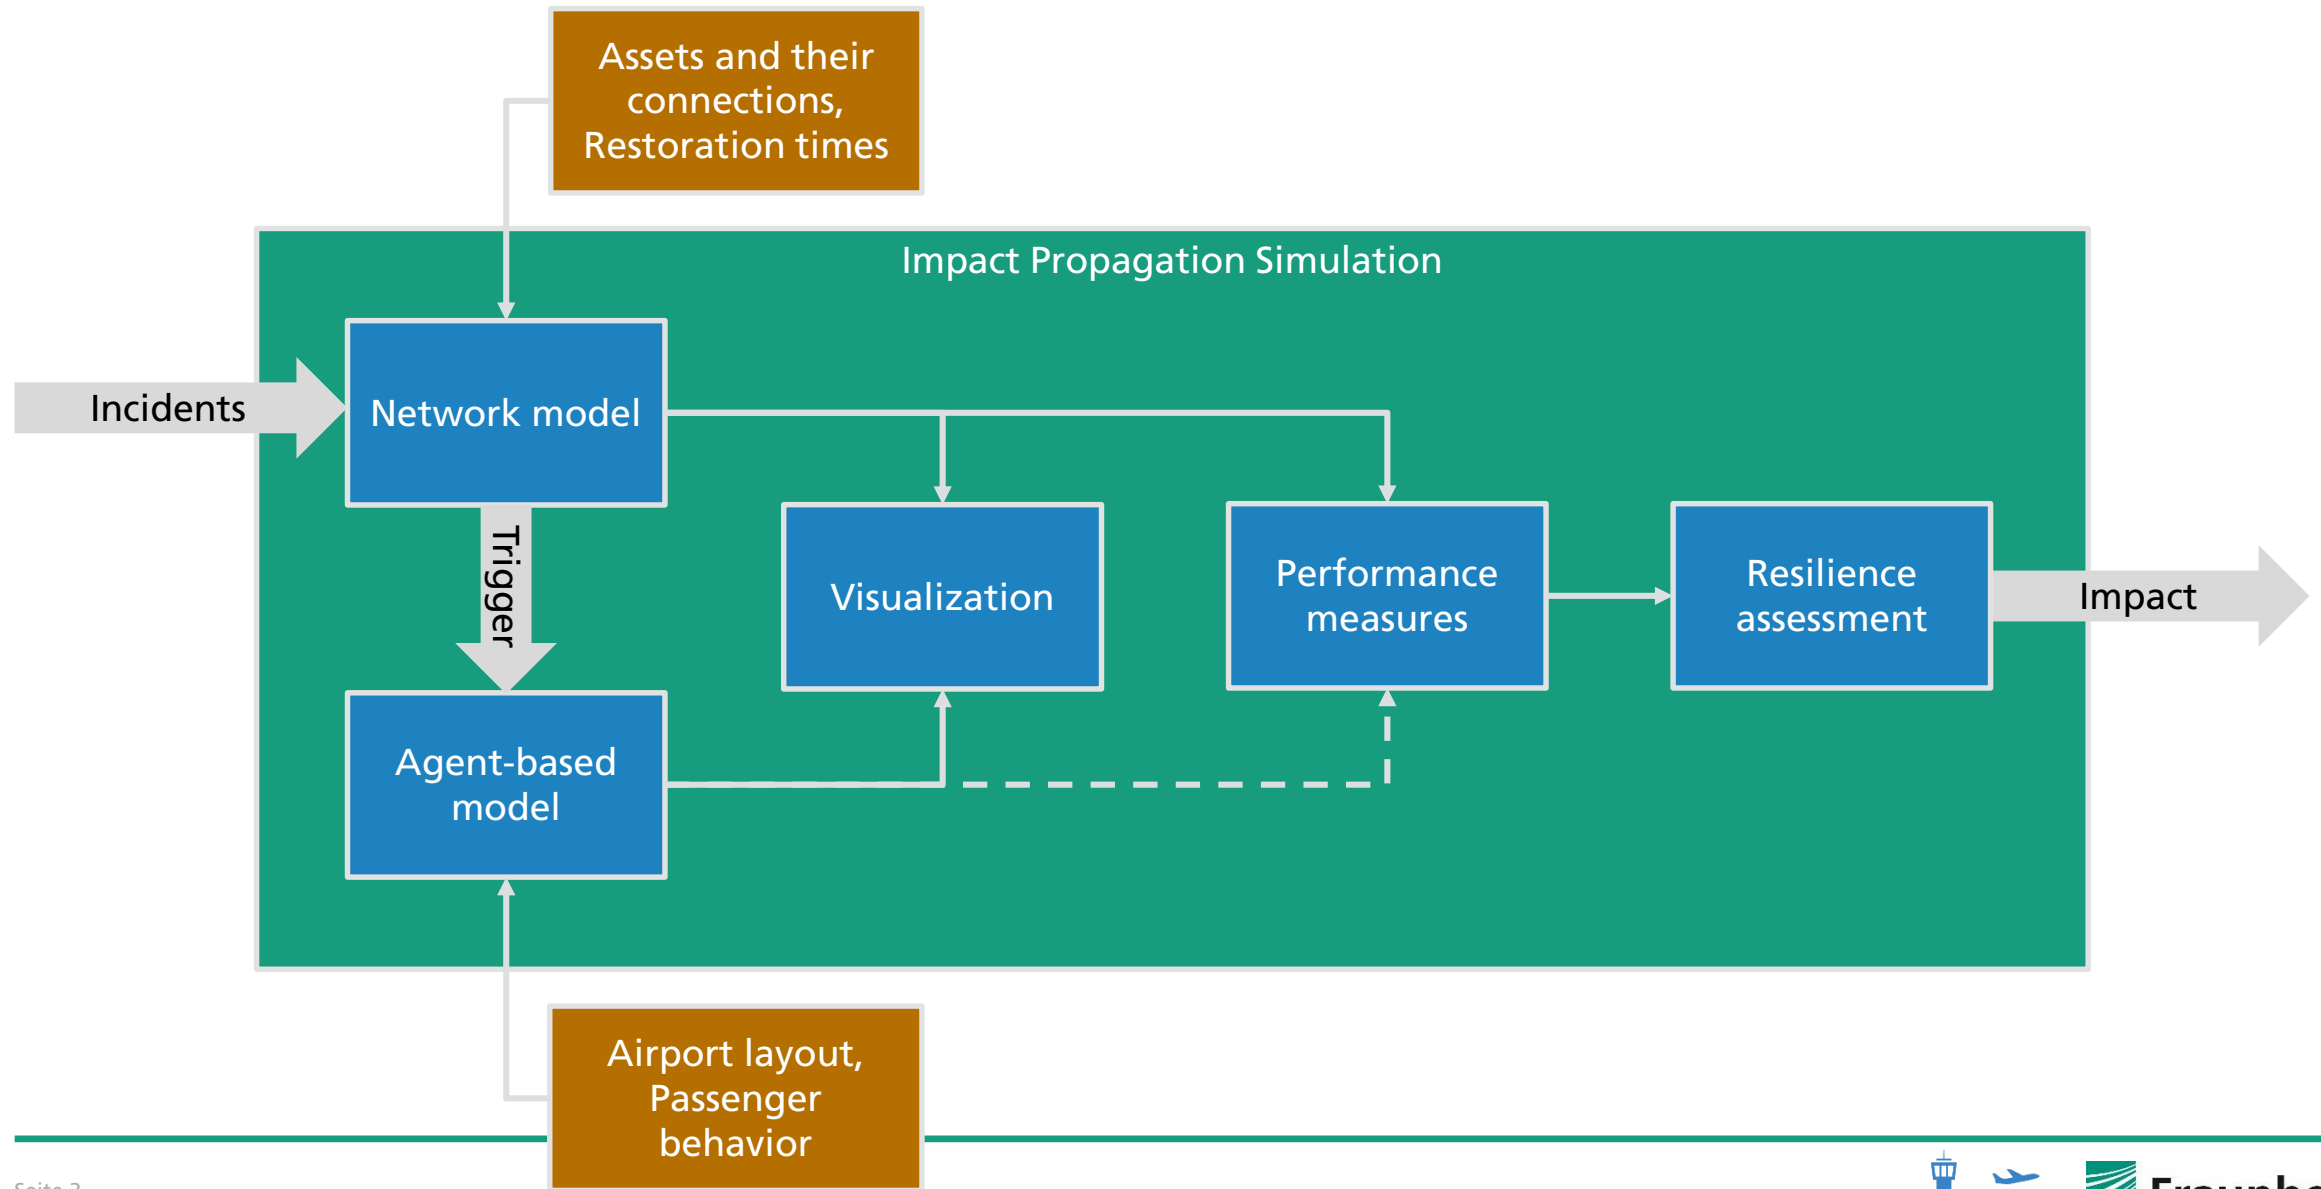 Assets and their
connections,
Restoration times
Impact Propagation Simulation
Incidents
Network model
Trigger
Visualization
Performance
measures
Resilience
assessment
Impact
Agent-based
model
Airport layout,
Passenger
behavior